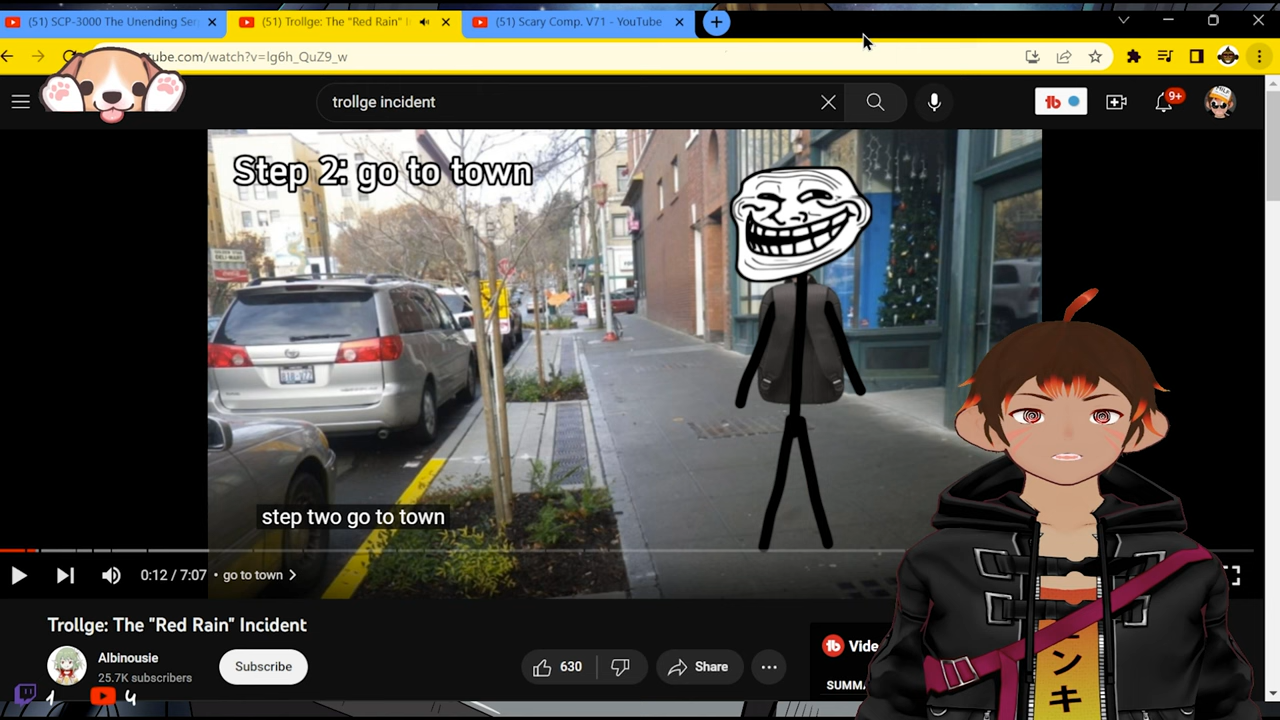 (51) SCP-3000 The Unending Ser
(51) Trollge: The "Red Rain" I
(51) Scary Comp. V71 - YouTube
tube.com/watch?v=lg6h_QuZ9_w
trollge incident
9+
Step 2: go to town
step two go to town
0:12 / 7:07 • go to town
Trollge: The "Red Rain" Incident
Albinousie
25.7K subscribers
Subscribe
630
Share
Vide
SUMMA
1
4
ンキ